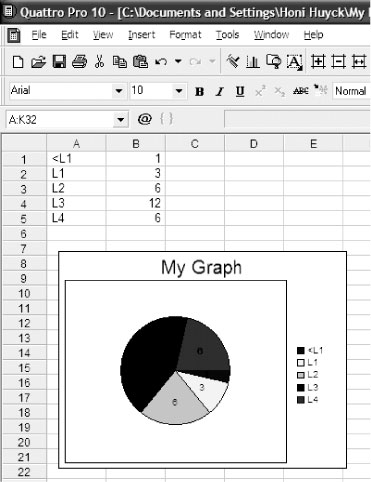 Quattro Pro 10 - [C:\Documents and Settings\Honi Huyck\My
File Edit View Insert Format Tools Window Help
Arial 10 B I U x² x₂ ABC Normal
A:K32 @ { }
A B C D E
1 <L1 1
2 L1 3
3 L2 6
4 L3 12
5 L4 6
6
7
8 My Graph
9
10
11
12
13
14 6 <L1
15 L1
16 3 L2
17 6 L3
18 L4
19
20
21
22